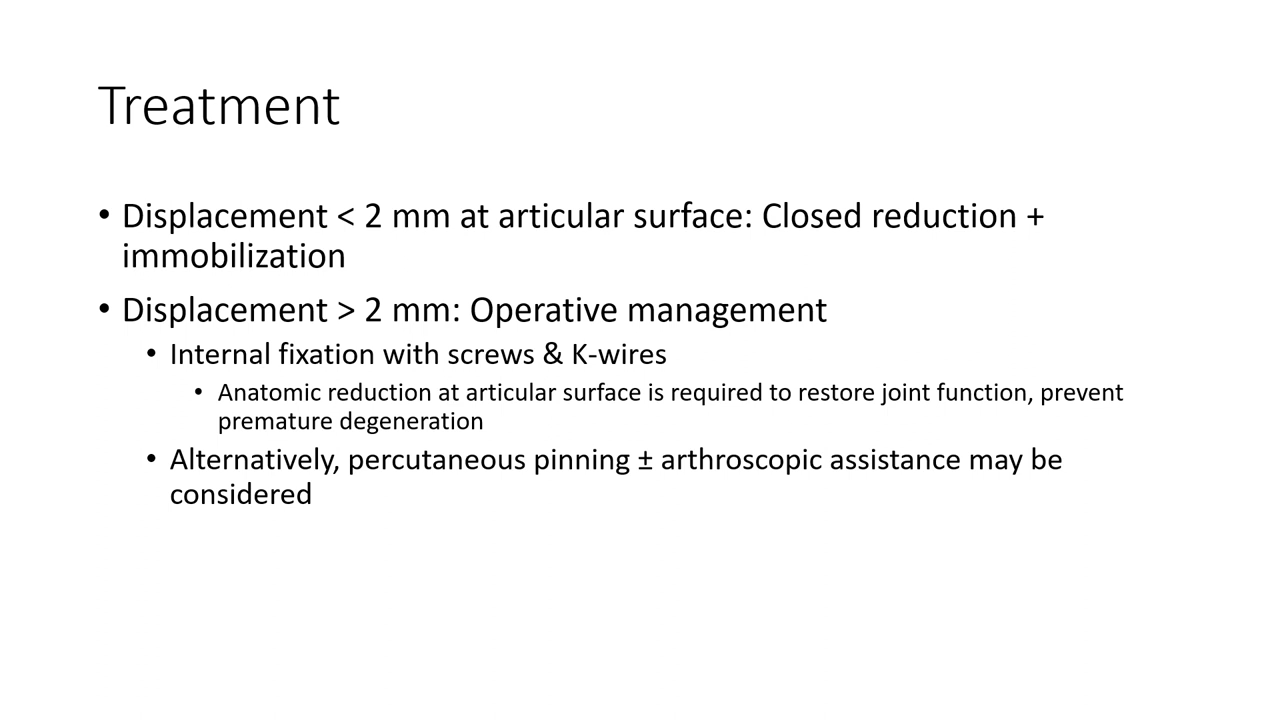 Treatment
• Displacement < 2 mm at articular surface: Closed reduction +
immobilization
• Displacement > 2 mm: Operative management
• Internal fixation with screws & K-wires
• Anatomic reduction at articular surface is required to restore joint function, prevent
premature degeneration
• Alternatively, percutaneous pinning ± arthroscopic assistance may be
considered